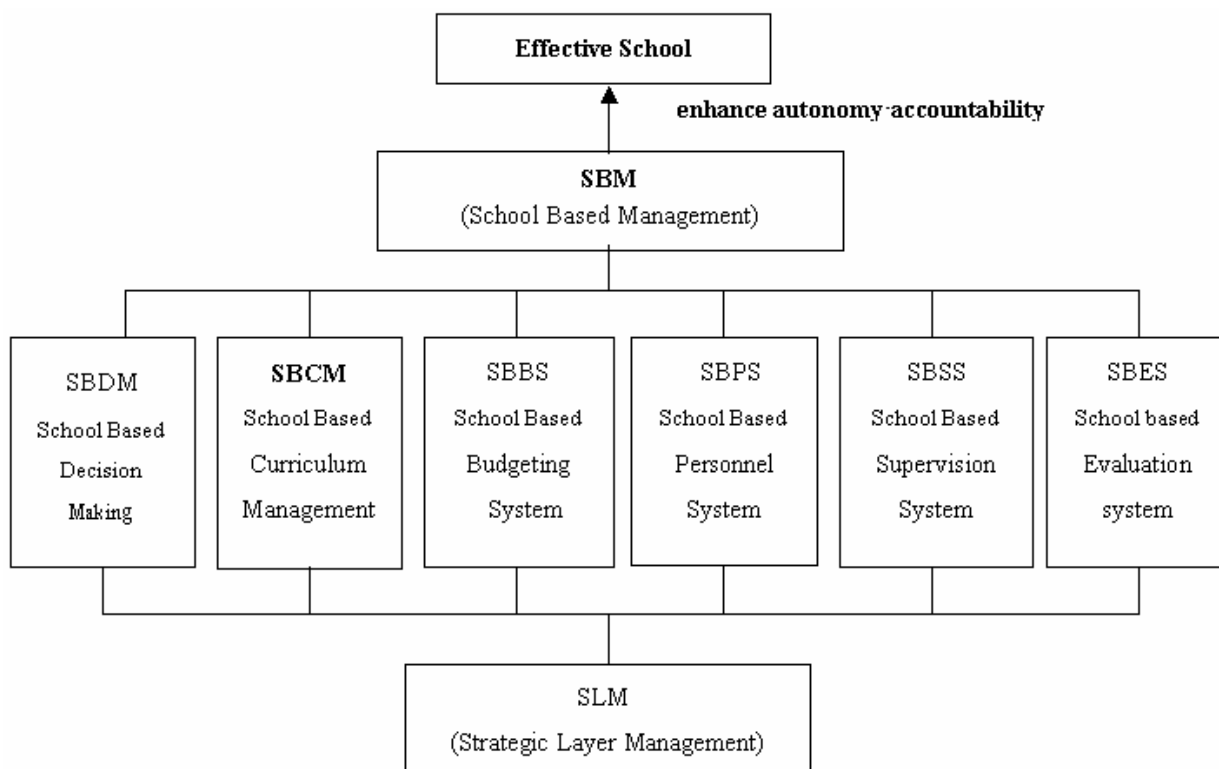 Effective School
enhance autonomy-accountability
SBM
(School Based Management)
SBDM
School Based
Decision
Making
SBCM
School Based
Curriculum
Management
SBBS
School Based
Budgeting
System
SBPS
School Based
Personnel
System
SBSS
School Based
Supervision
System
SBES
School based
Evaluation
system
SLM
(Strategic Layer Management)